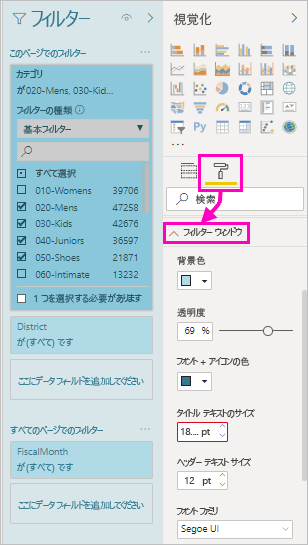 フィルター
このページでのフィルター
カテゴリ
が020-Mens, 030-Kid...
フィルターの種類
基本フィルター
すべて選択
010-Womens 39706
020-Mens 47258
030-Kids 42676
040-Juniors 36597
050-Shoes 21871
060-Intimate 13232
1 つを選択する必要があります
District
が (すべて) です
ここにデータ フィールドを追加してください
すべてのページでのフィルター
FiscalMonth
が (すべて) です
ここにデータ フィールドを追加してください
視覚化
Py
検索
フィルター ウィンドウ
背景色
透明度
69 %
フォント + アイコンの色
タイトル テキストのサイズ
18.... pt
ヘッダー テキスト サイズ
12 pt
フォント ファミリ
Segoe UI